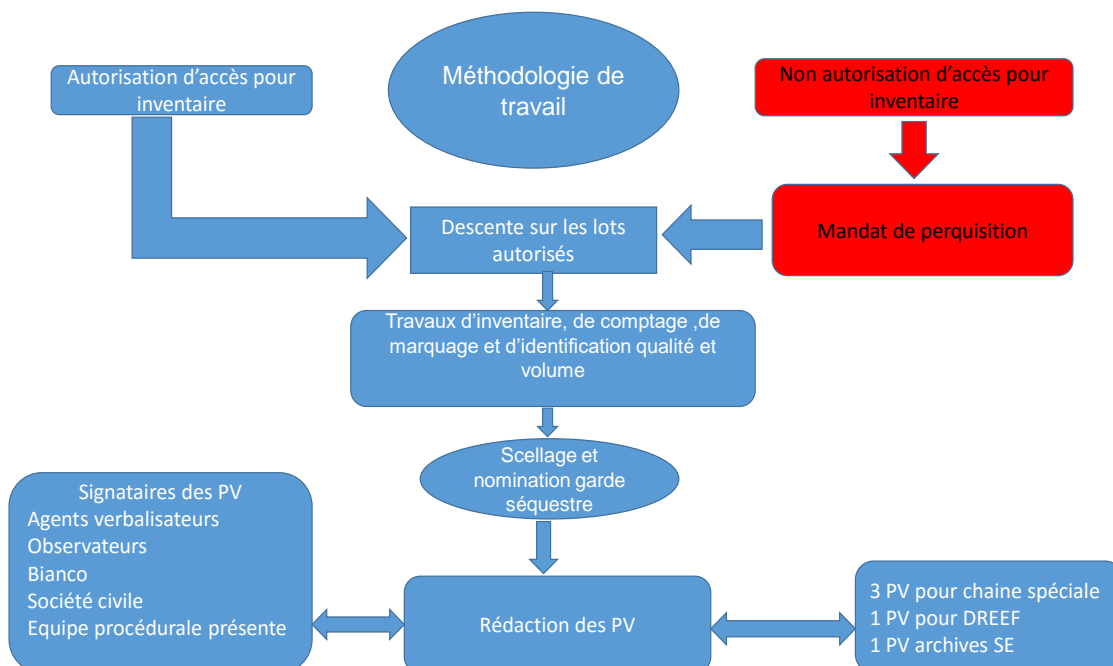 Autorisation d'accès pour
inventaire
Méthodologie de
travail
Non autorisation d'accès pour
inventaire
Descente sur les lots
autorisés
Mandat de perquisition
Travaux d'inventaire, de comptage ,de
marquage et d'identification qualité et
volume
Scellage et
nomination garde
séquestre
Signataires des PV
Agents verbalisateurs
Observateurs
Bianco
Société civile
Equipe procédurale présente
Rédaction des PV
3 PV pour chaine spéciale
1 PV pour DREEF
1 PV archives SE